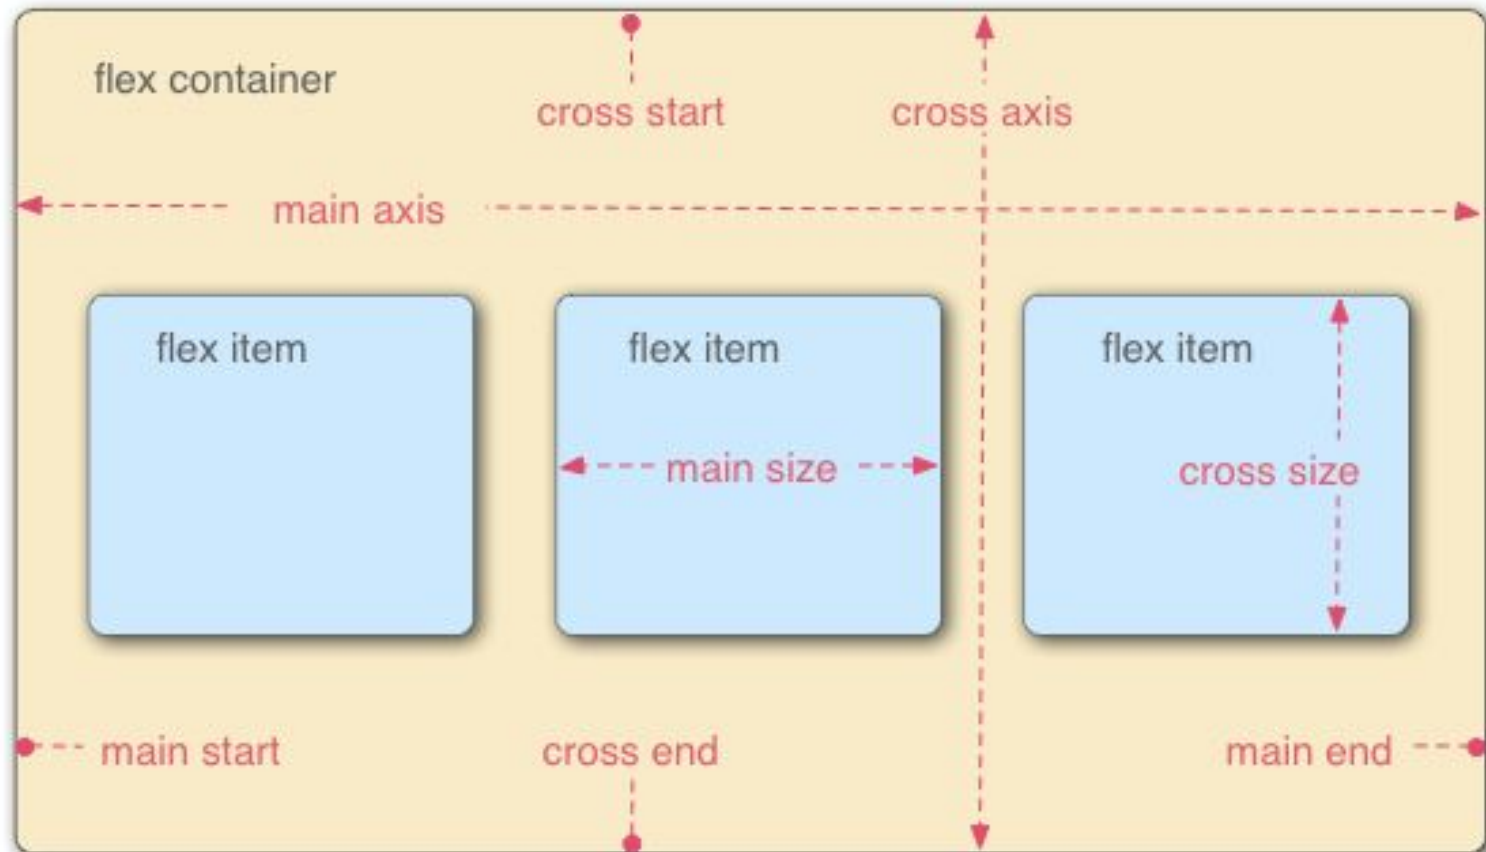 flex container
cross start
cross axis
main axis
flex item
flex item
flex item
main size
cross size
main start
cross end
main end